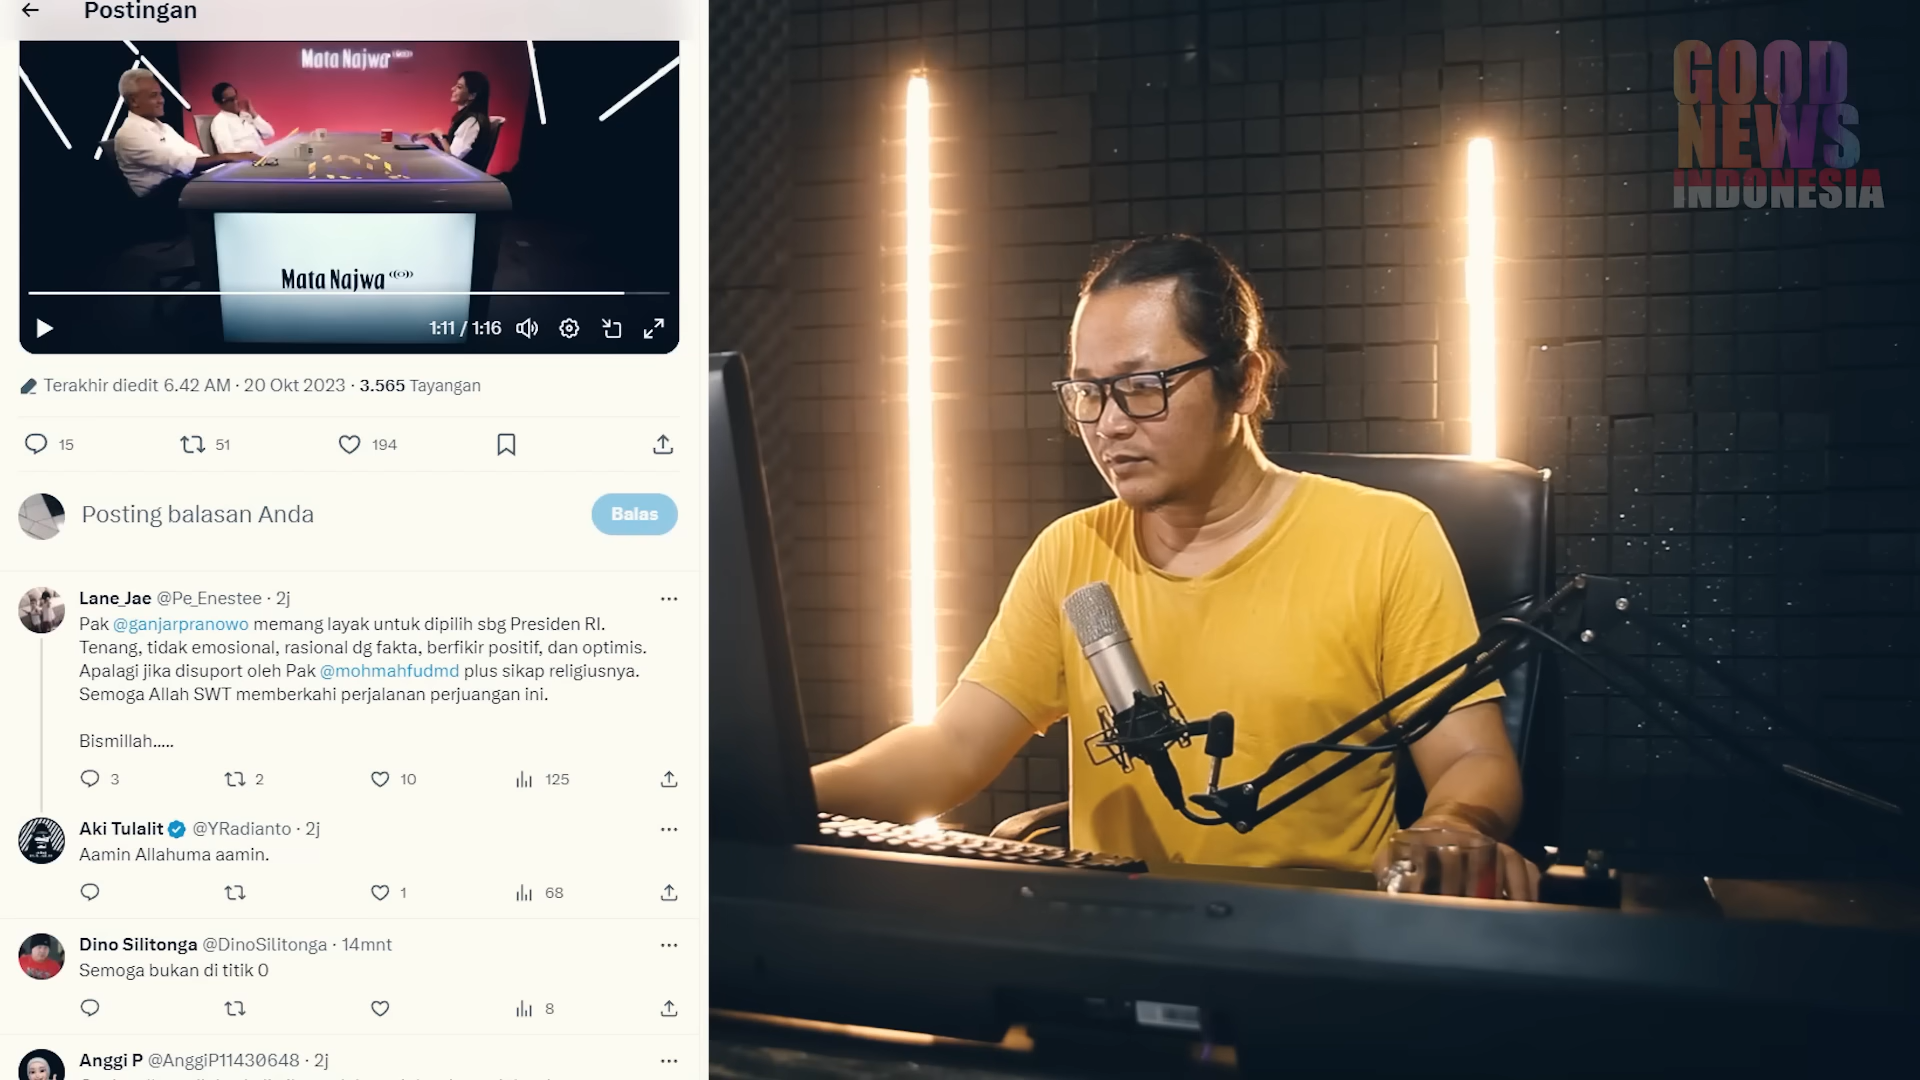 Postingan
Mata Najwa
Mata Najwa
1:11 / 1:16
Terakhir diedit 6.42 AM · 20 Okt 2023 · 3.565 Tayangan
15 51 194
Posting balasan Anda
Balas
Lane_Jae @Pe_Enestee · 2j
Pak @ganjarpranowo memang layak untuk dipilih sbg Presiden RI.
Tenang, tidak emosional, rasional dg fakta, berfikir positif, dan optimis.
Apalagi jika disuport oleh Pak @mohmahfudmd plus sikap religiusnya.
Semoga Allah SWT memberkahi perjalanan perjuangan ini.
Bismillah.....
3 2 10 125
Aki Tulalit @YRadianto · 2j
Aamin Allahuma aamin.
1 68
Dino Silitonga @DinoSilitonga · 14mnt
Semoga bukan di titik 0
8
Anggi P @AnggiP11430648 · 2j
GOOD
NEWS
INDONESIA